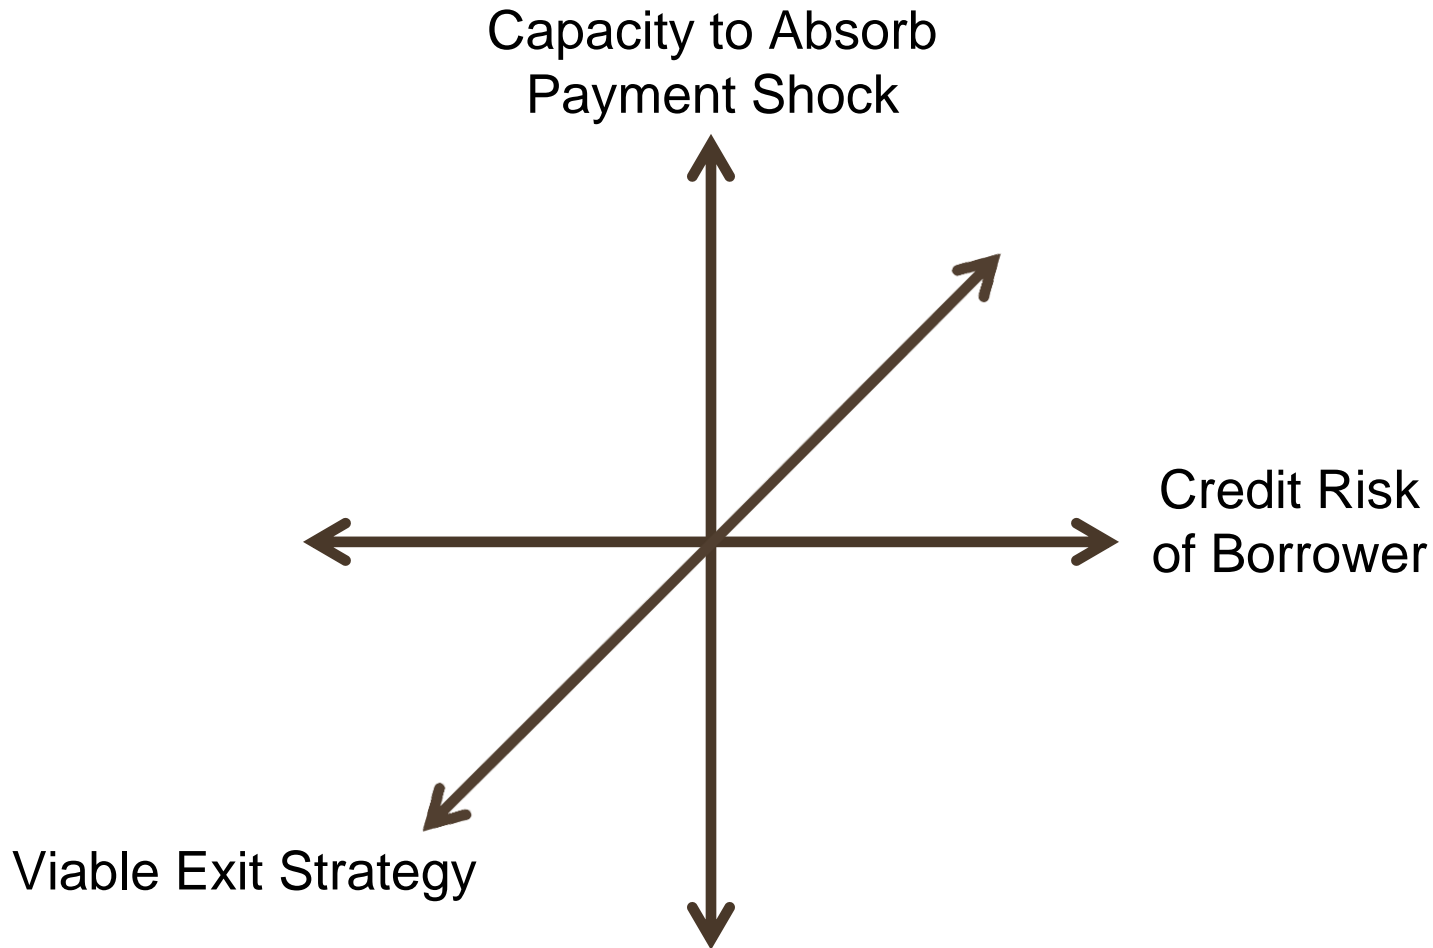 Capacity to Absorb
Payment Shock
Credit Risk
of Borrower
Viable Exit Strategy